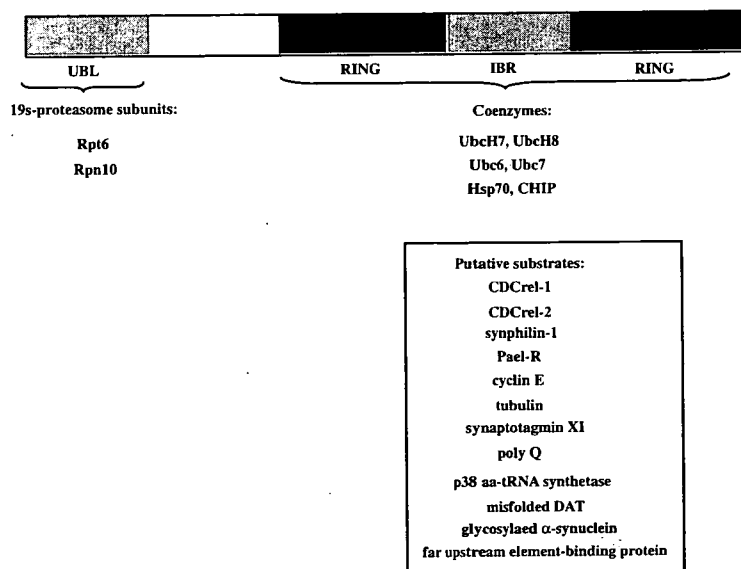 UBL
RING
IBR
RING
19s-proteasome subunits:
Rpt6
Rpn10
Coenzymes:
UbcH7, UbcH8
Ubc6, Ubc7
Hsp70, CHIP
Putative substrates:
CDCrel-1
CDCrel-2
synphilin-1
Pael-R
cyclin E
tubulin
synaptotagmin XI
poly Q
p38 aa-tRNA synthetase
misfolded DAT
glycosylaed α-synuclein
far upstream element-binding protein